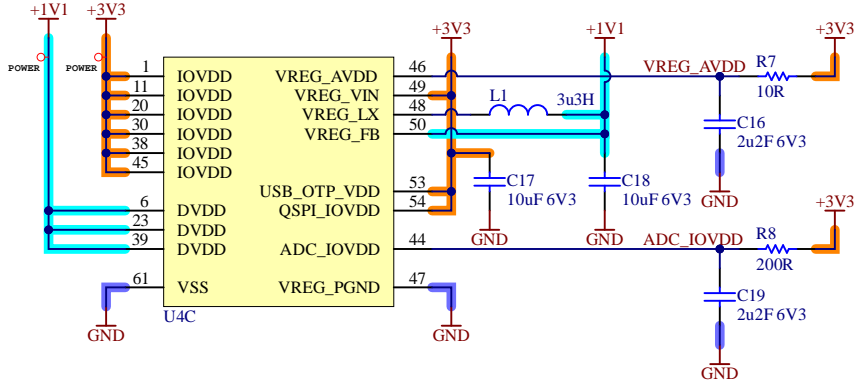 +1V1 +3V3 +3V3 +1V1 +3V3
POWER POWER
1 IOVDD VREG_AVDD 46 VREG_AVDD R7
11 IOVDD VREG_VIN 49 10R
20 IOVDD VREG_LX 48 L1 3u3H
30 IOVDD VREG_FB 50 C16
38 IOVDD 2u2F 6V3
45 IOVDD
C17 C18
53 USB_OTP_VDD 10uF 6V3 10uF 6V3 GND
6 DVDD QSPI_IOVDD 54 +3V3
23 DVDD GND GND
39 DVDD ADC_IOVDD 44 ADC_IOVDD R8
200R
61 VSS VREG_PGND 47 C19
U4C 2u2F 6V3
GND GND
GND